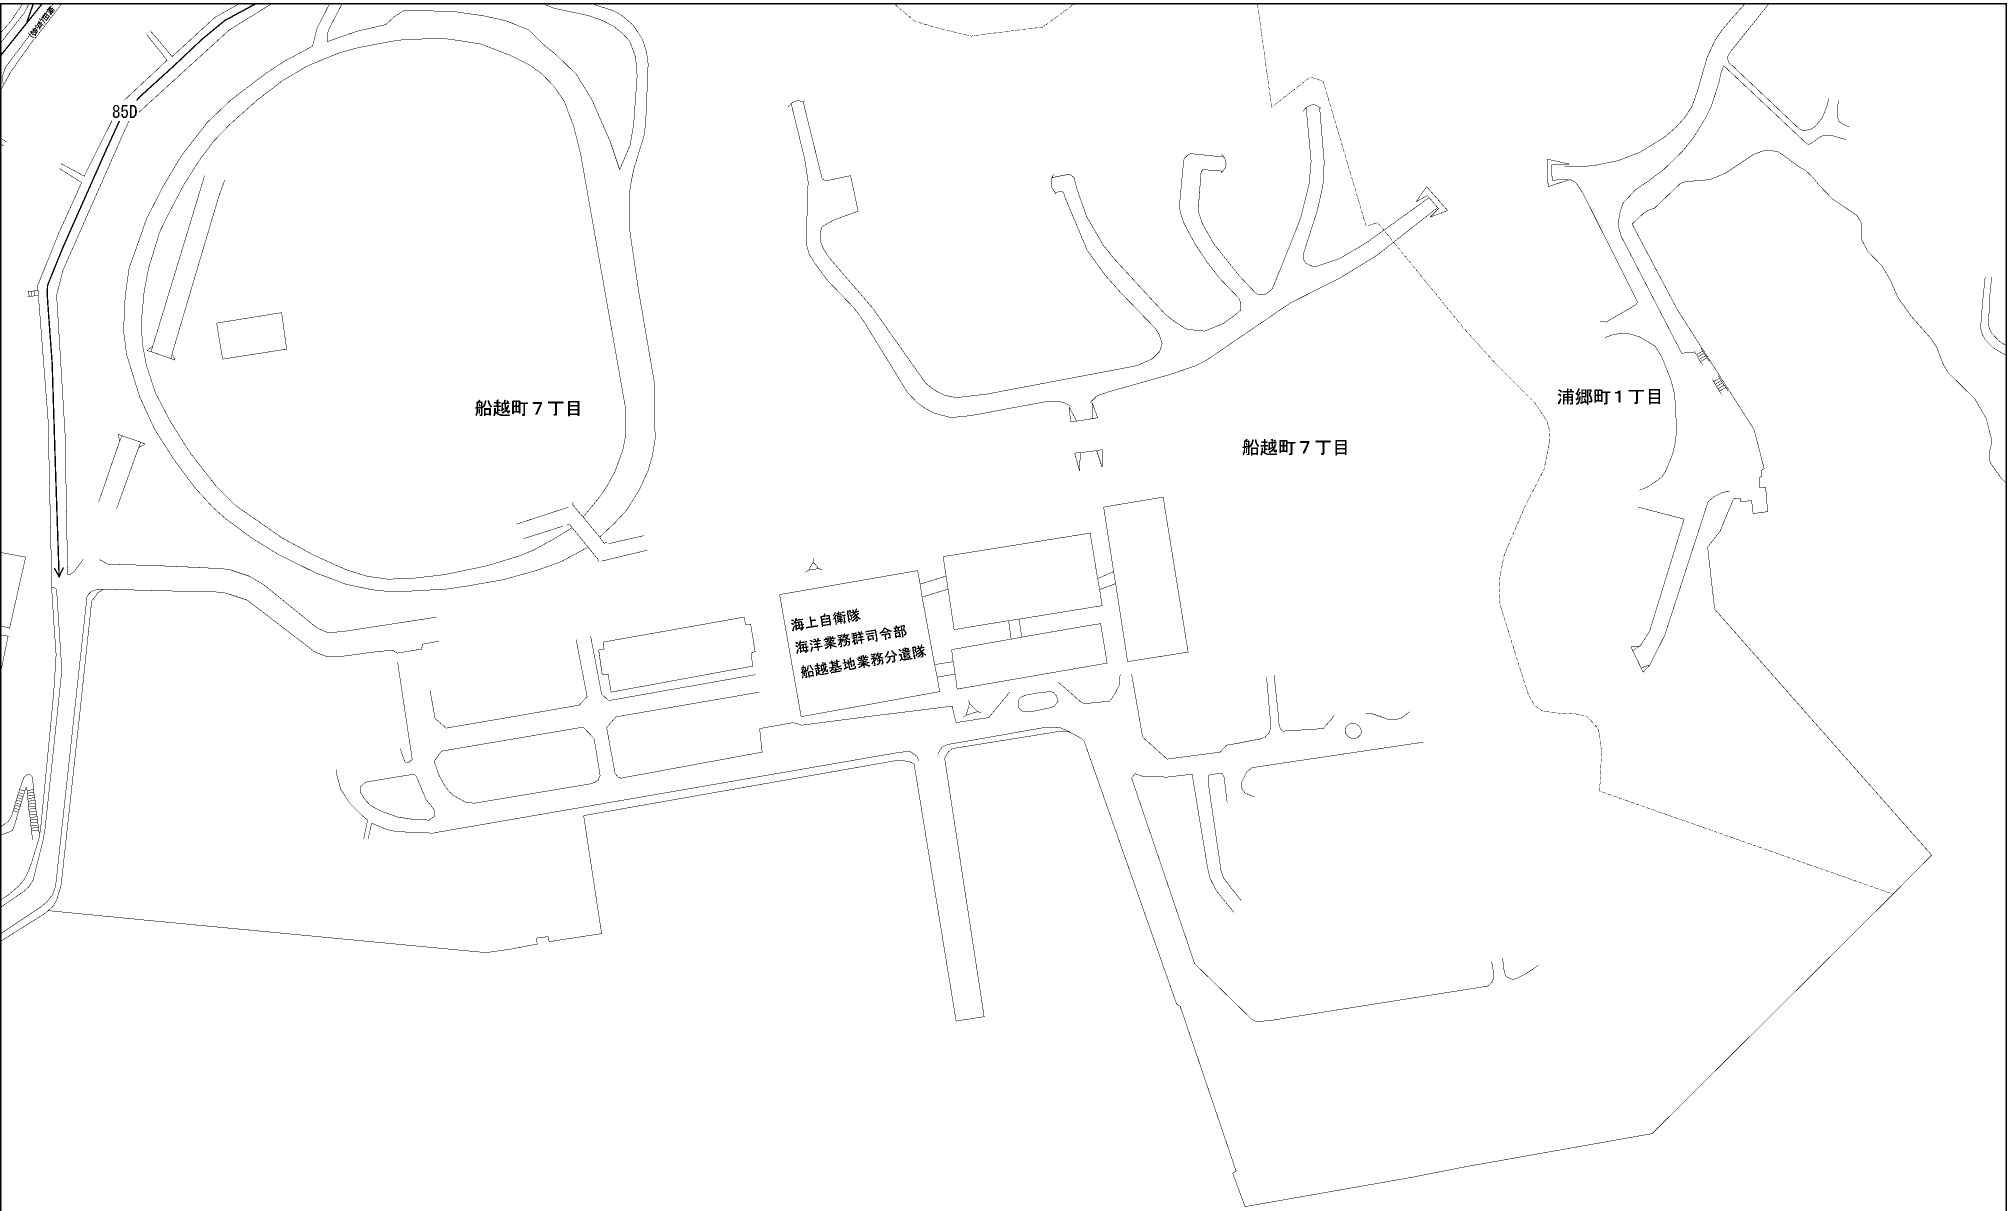 85D
船越町７丁目
浦郷町１丁目
船越町７丁目
海上自衛隊
海洋業務群司令部
船越基地業務分遣隊